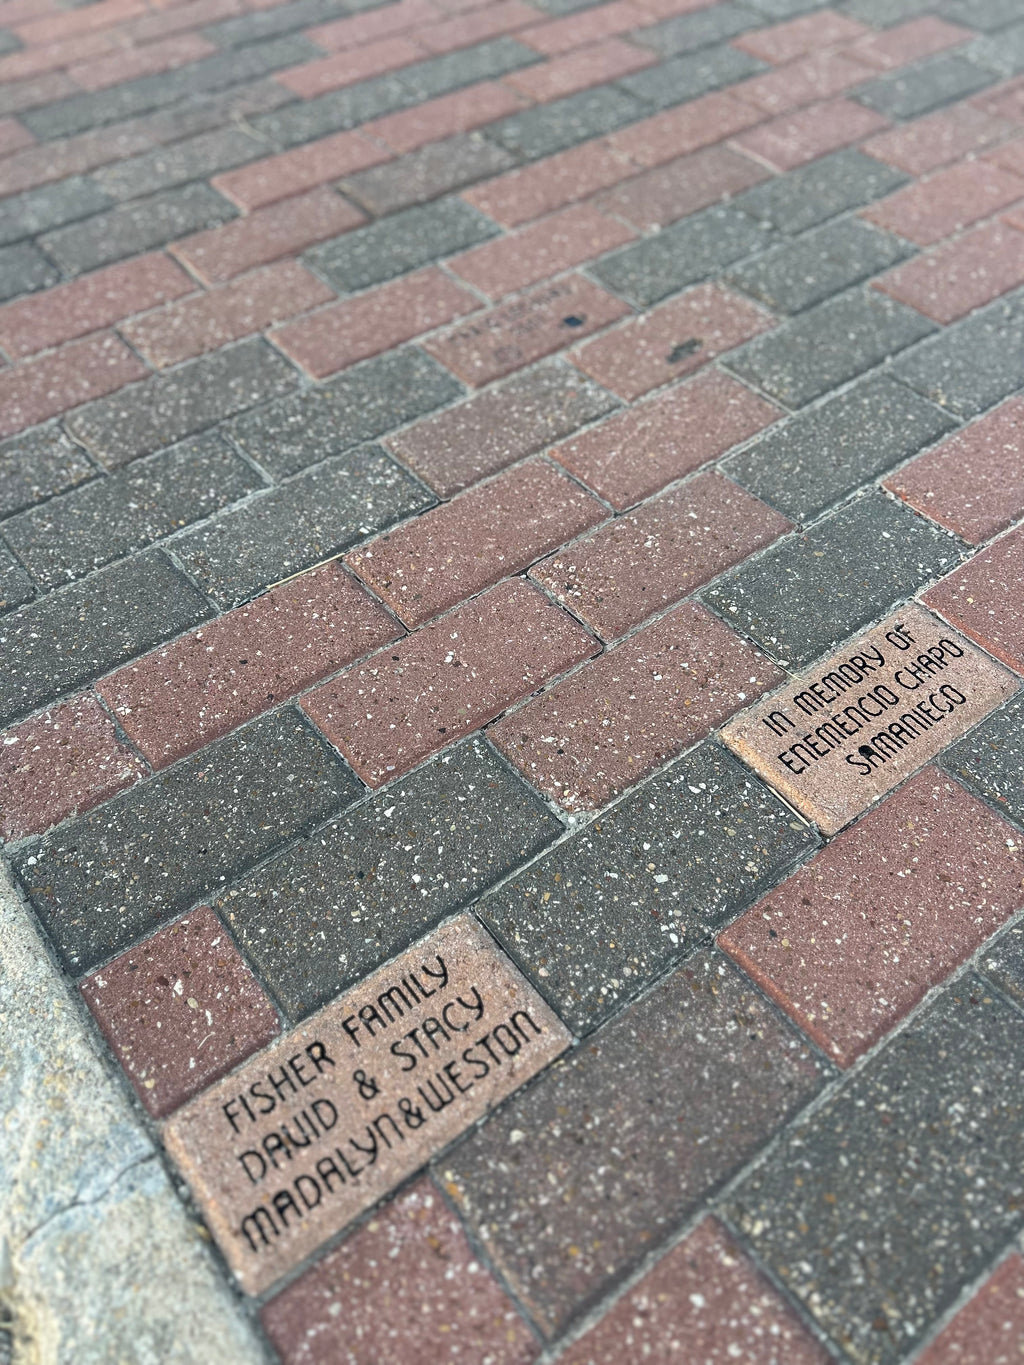 IN MEMORY OF
ENEMENCIO CHAPO
SAMANIEGO
FISHER FAMILY
DAVID & STACY
MADALYN&WESTON